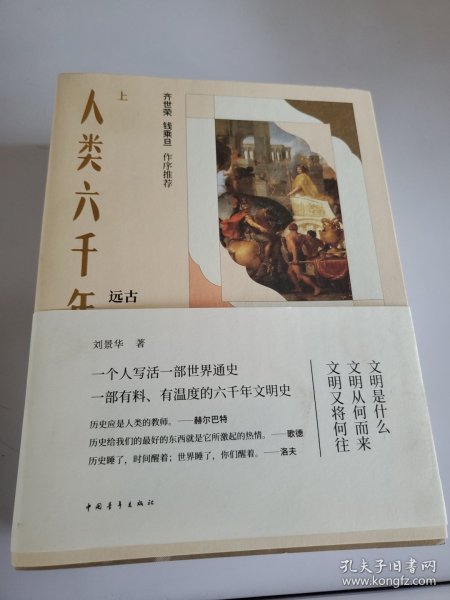 上
人类六千年
齐世荣 钱乘旦 作序推荐
远古
刘景华 著
一个人写活一部世界通史
一部有料、有温度的六千年文明史
历史应是人类的教师。——赫尔巴特
历史给我们的最好的东西就是它所激起的热情。——歌德
历史睡了，时间醒着；世界睡了，你们醒着。——洛夫
文明是什么
文明从何而来
文明又将何往
中国青年出版社
孔夫子旧书网
www.kongfz.com